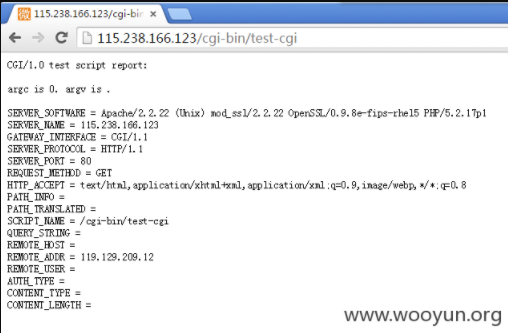 115.238.166.123/cgi-bin
115.238.166.123/cgi-bin/test-cgi
CGI/1.0 test script report:
argc is 0. argv is .
SERVER_SOFTWARE = Apache/2.2.22 (Unix) mod_ssl/2.2.22 OpenSSL/0.9.8e-fips-rhel5 PHP/5.2.17p1
SERVER_NAME = 115.238.166.123
GATEWAY_INTERFACE = CGI/1.1
SERVER_PROTOCOL = HTTP/1.1
SERVER_PORT = 80
REQUEST_METHOD = GET
HTTP_ACCEPT = text/html,application/xhtml+xml,application/xml;q=0.9,image/webp,*/*;q=0.8
PATH_INFO =
PATH_TRANSLATED =
SCRIPT_NAME = /cgi-bin/test-cgi
QUERY_STRING =
REMOTE_HOST =
REMOTE_ADDR = 119.129.209.12
REMOTE_USER =
AUTH_TYPE =
CONTENT_TYPE =
CONTENT_LENGTH =
www.wooyun.org